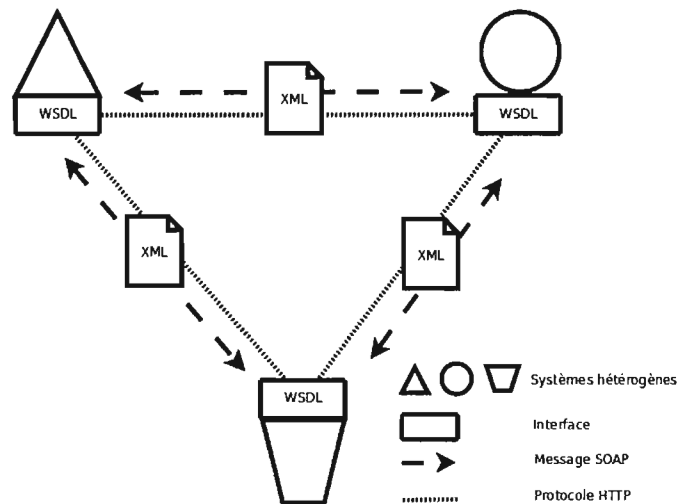 XML
WSDL
WSDL
XML
XML
WSDL
Systèmes hétérogènes
Interface
Message SOAP
Protocole HTTP